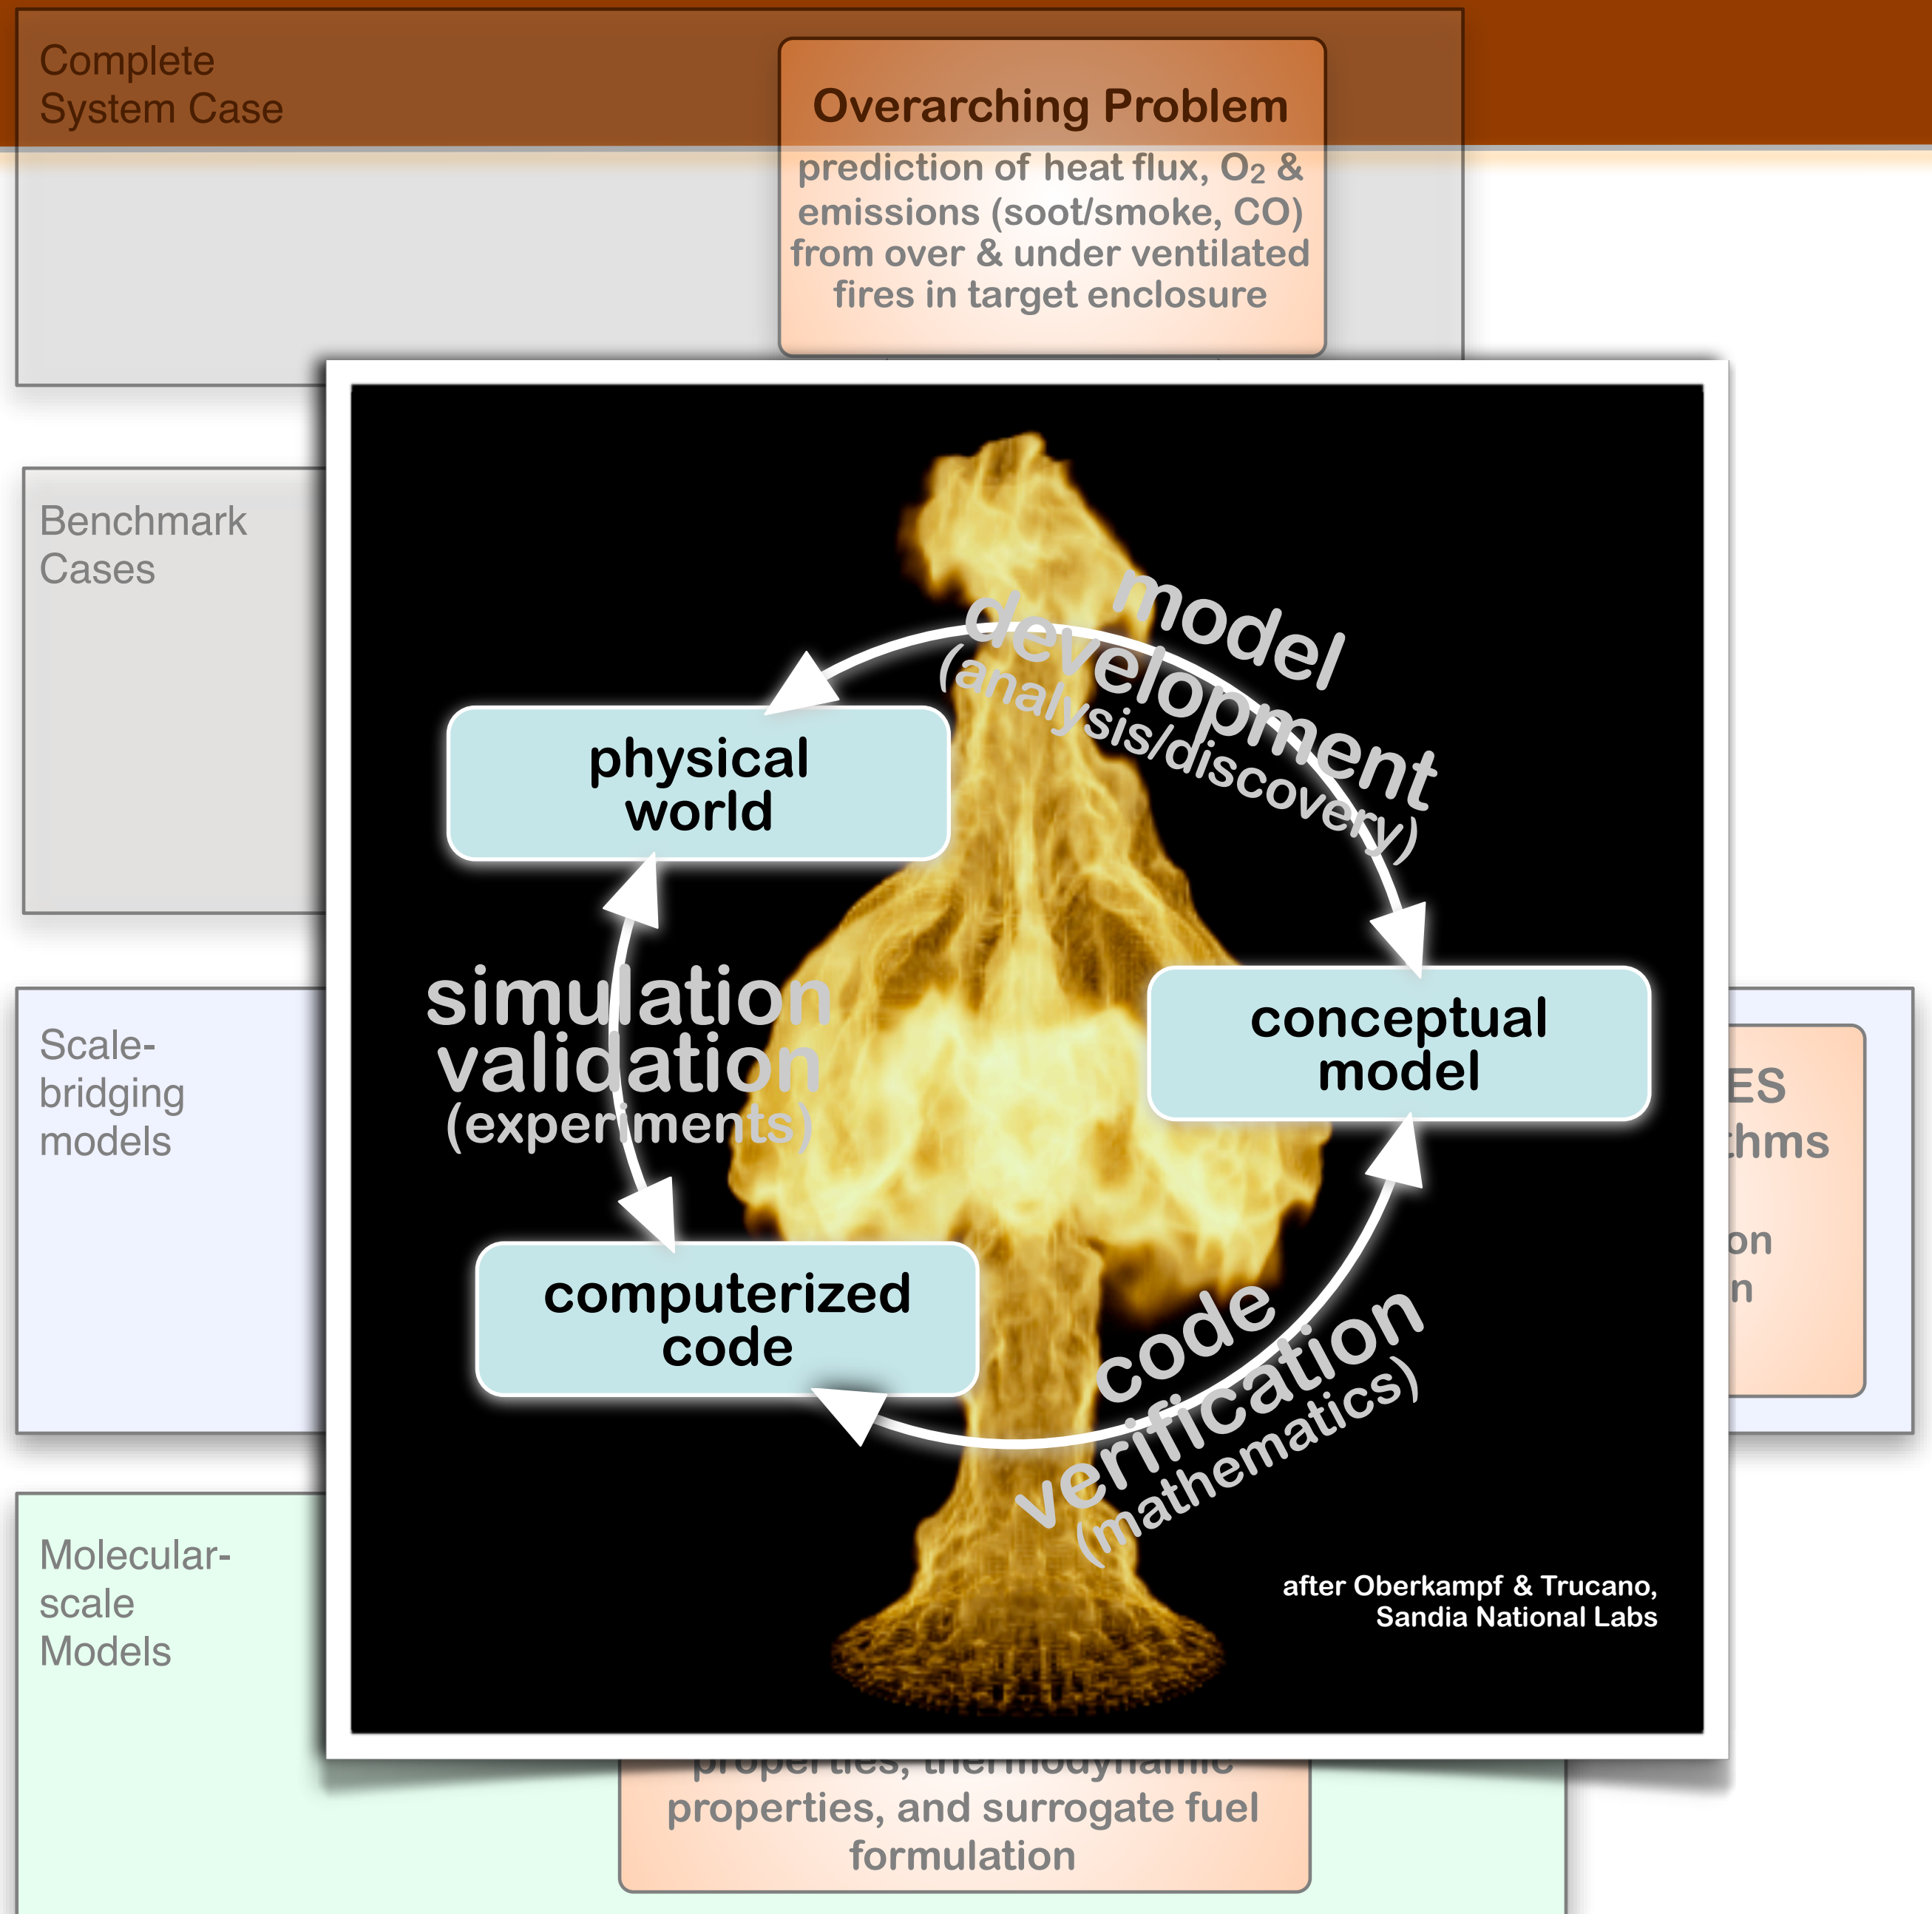 Complete
System Case
Overarching Problem
prediction of heat flux, O₂ &
emissions (soot/smoke, CO)
from over & under ventilated
fires in target enclosure
Benchmark
Cases
model
development
(analysis/discovery)
physical
world
simulation
validation
(experiments)
conceptual
model
computerized
code
code
verification
(mathematics)
after Oberkampf & Trucano,
Sandia National Labs
Scale-
bridging
models
Molecular-
scale
Models
properties, thermodynamic
properties, and surrogate fuel
formulation